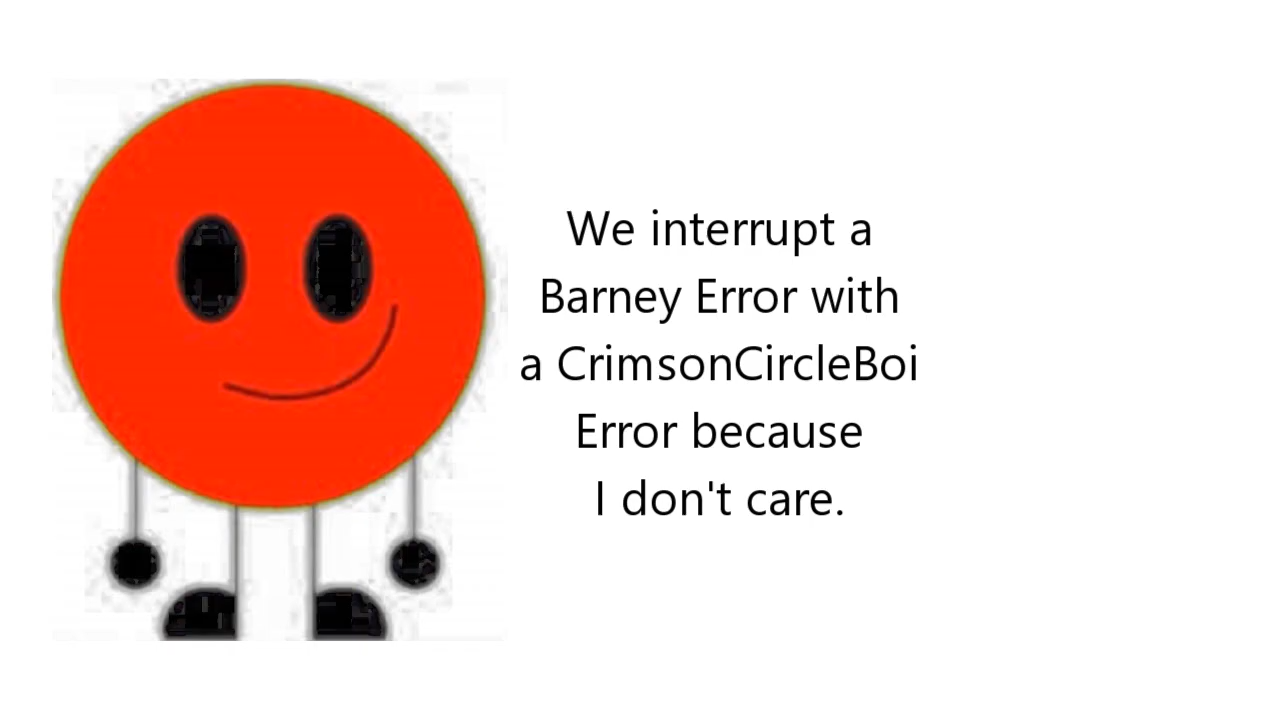 We interrupt a
Barney Error with
a CrimsonCircleBoi
Error because
I don't care.